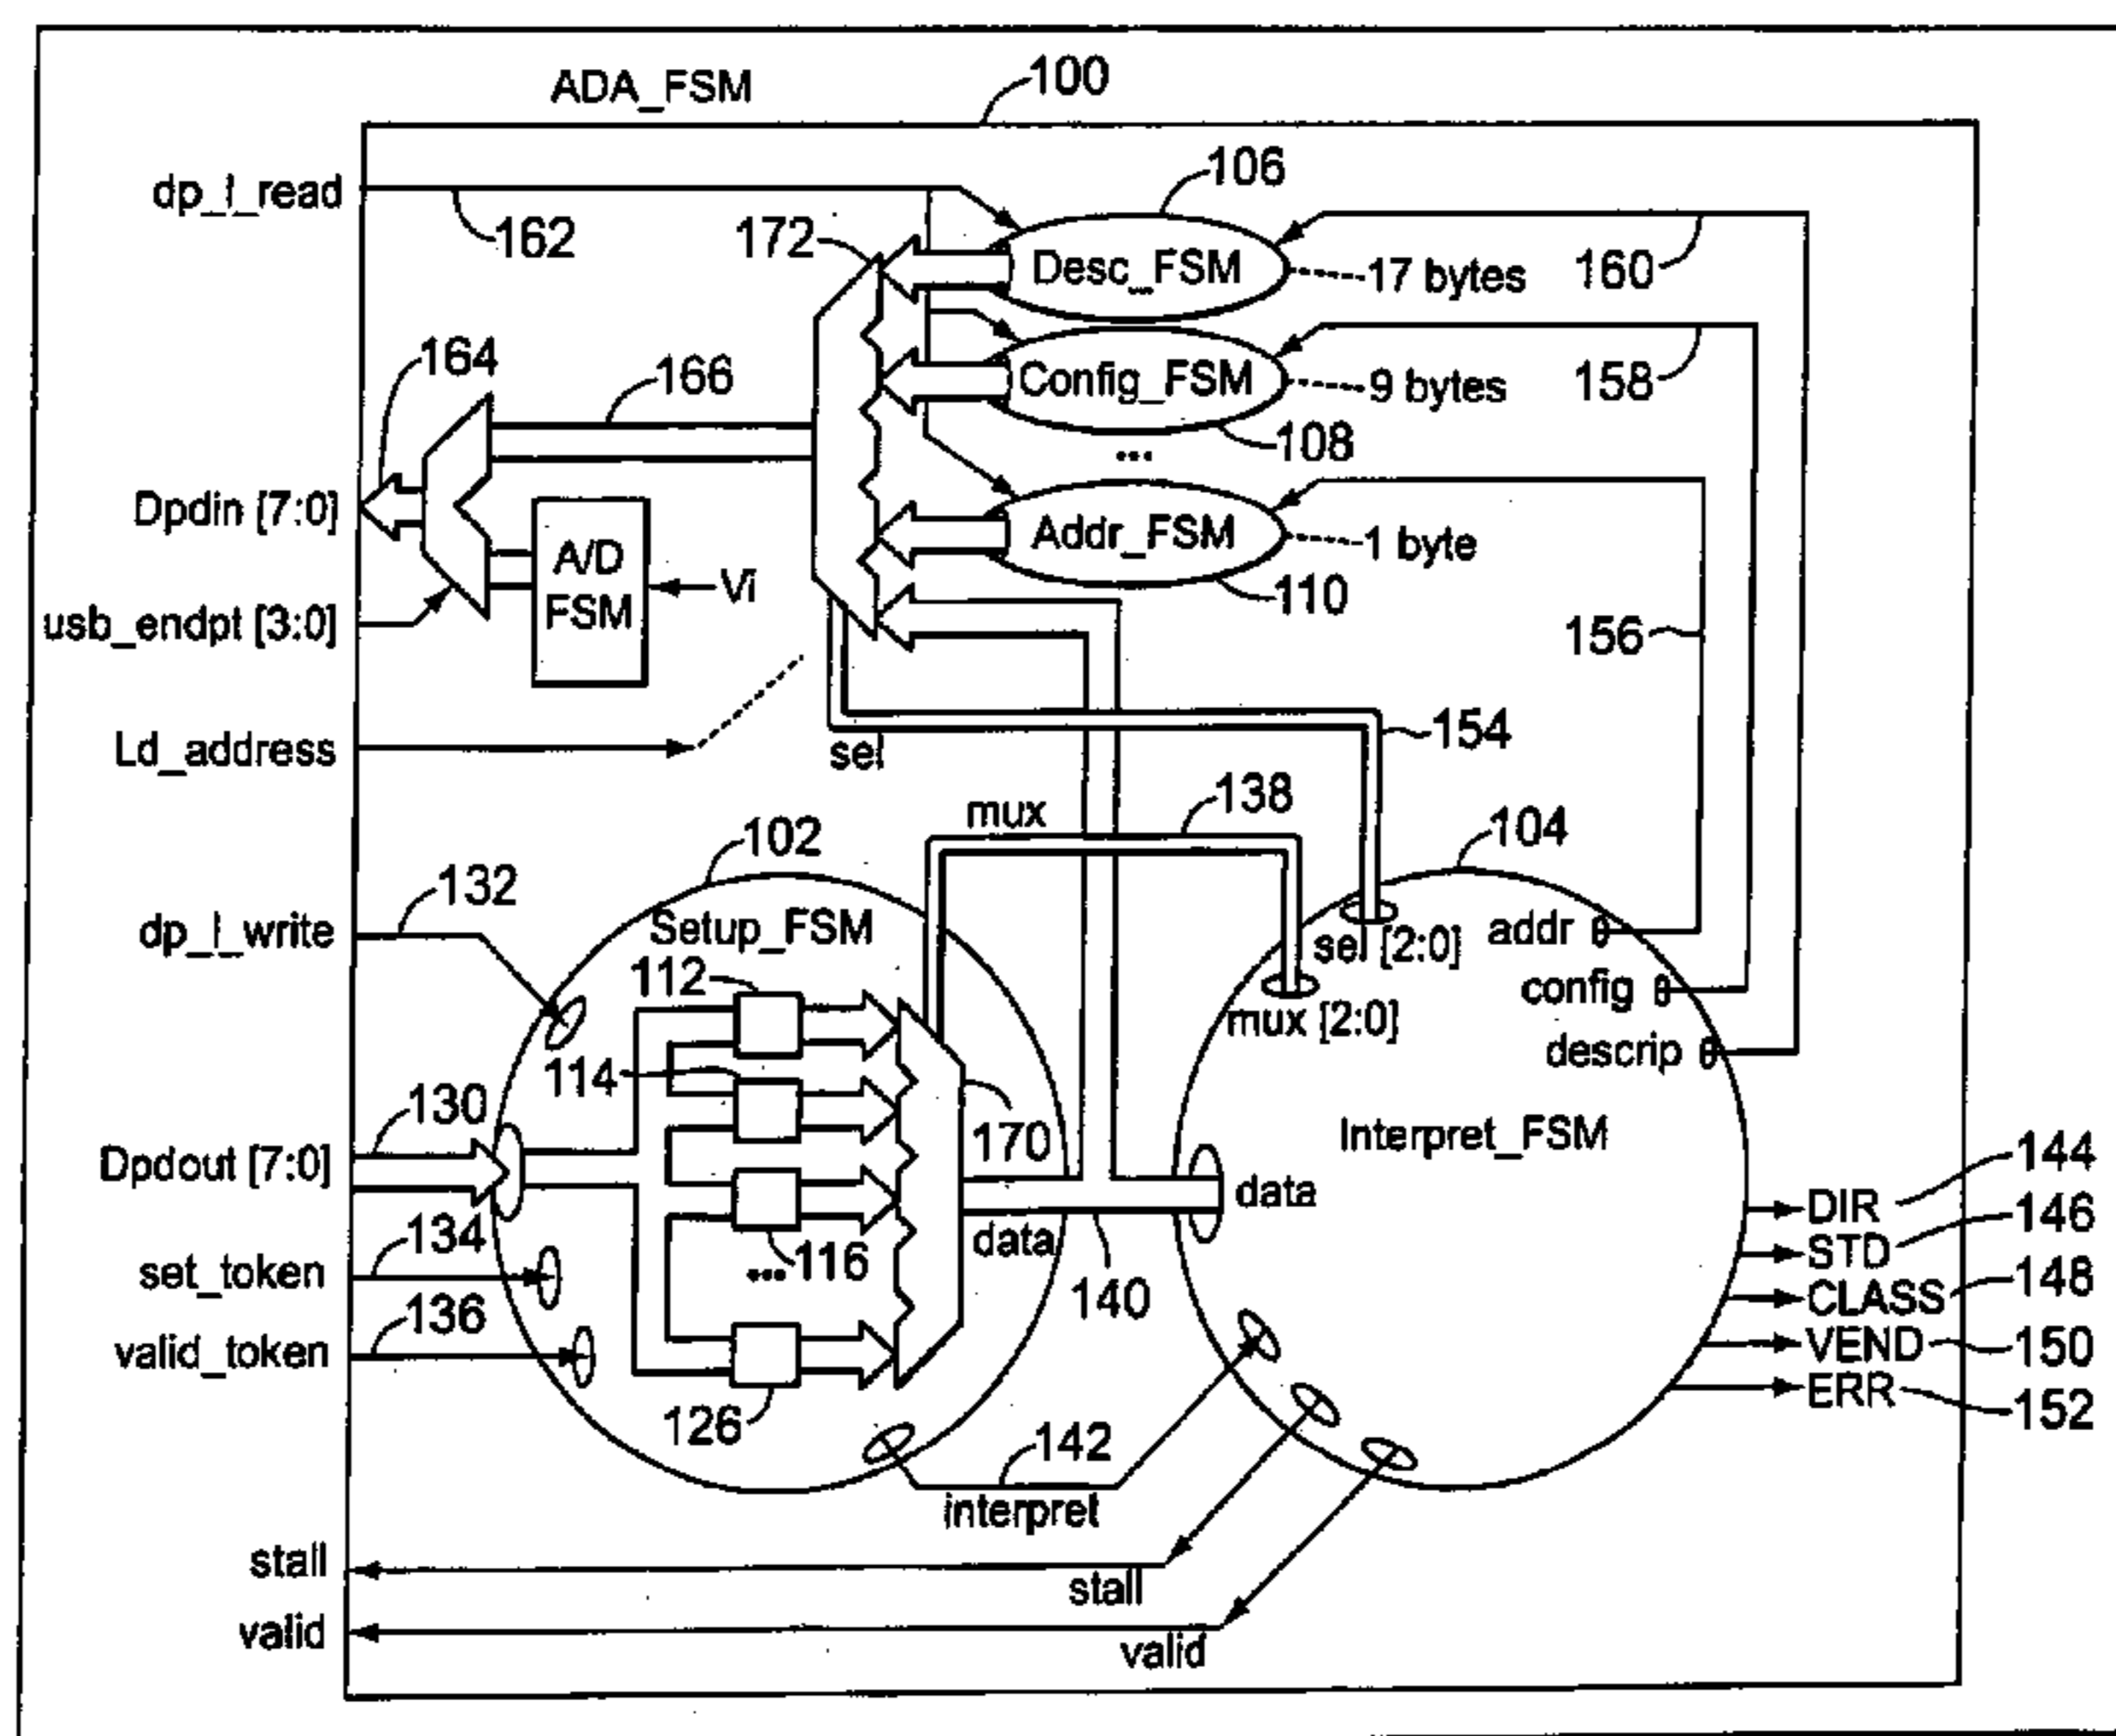 ADA_FSM
100
dp_l_read
162
172
106
Desc_FSM
17 bytes
160
164
166
Config_FSM
9 bytes
158
108
...
Dpdin [7:0]
A/D
FSM
Vi
Addr_FSM
1 byte
110
usb_endpt [3:0]
156
Ld_address
sel
154
mux
138
102
104
132
dp_l_write
Setup_FSM
sel [2:0]
addr
112
mux [2:0]
config
descrip
114
130
170
Interpret_FSM
Dpdout [7:0]
data
data
144
DIR
134
116
...
140
146
STD
set_token
148
CLASS
136
valid_token
VEND
150
126
142
ERR
152
interpret
stall
stall
valid
valid